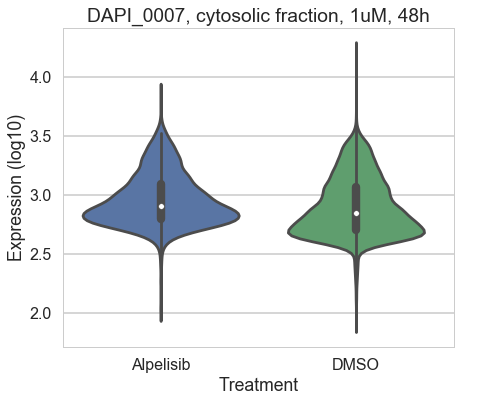 DAPI_0007, cytosolic fraction, 1uM, 48h
Expression (log10)
4.0
3.5
3.0
2.5
2.0
Alpelisib DMSO
Treatment